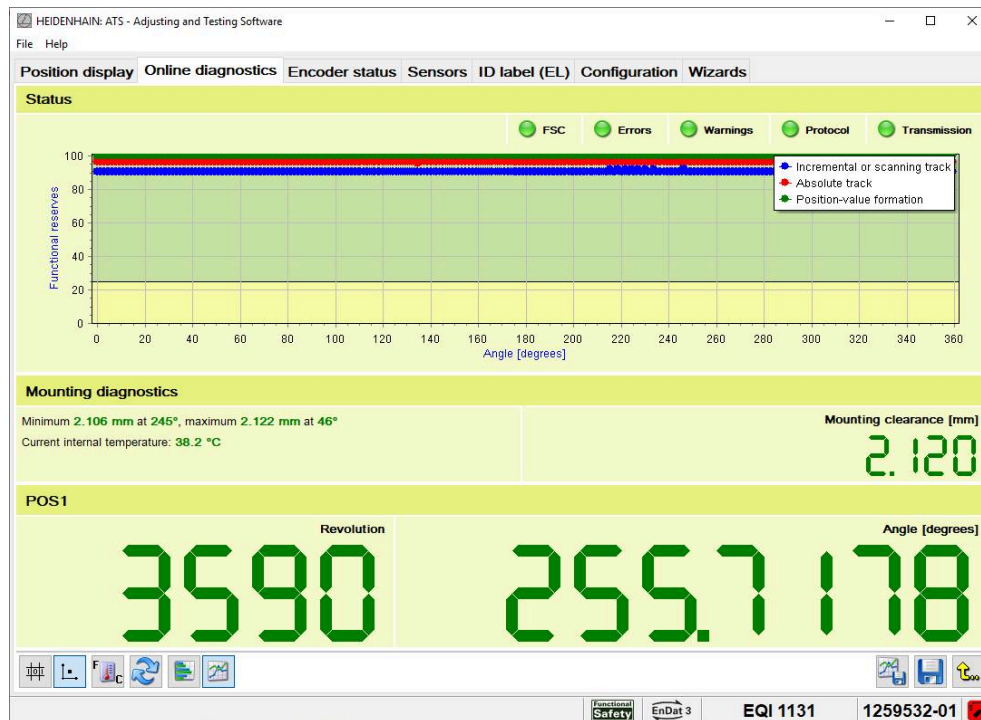 HEIDENHAIN: ATS - Adjusting and Testing Software
File Help
Position display Online diagnostics Encoder status Sensors ID label (EL) Configuration Wizards
Status
FSC Errors Warnings Protocol Transmission
100
80
60
40
20
0
Functional reserves
Incremental or scanning track
Absolute track
Position-value formation
0 20 40 60 80 100 120 140 160 180 200 220 240 260 280 300 320 340 360
Angle [degrees]
Mounting diagnostics
Minimum 2.106 mm at 245°, maximum 2.122 mm at 46°
Current internal temperature: 38.2 °C
Mounting clearance [mm]
2.120
POS1
Revolution
3590
Angle [degrees]
255.7178
F C
Functional Safety EnDat 3 EQI 1131 1259532-01